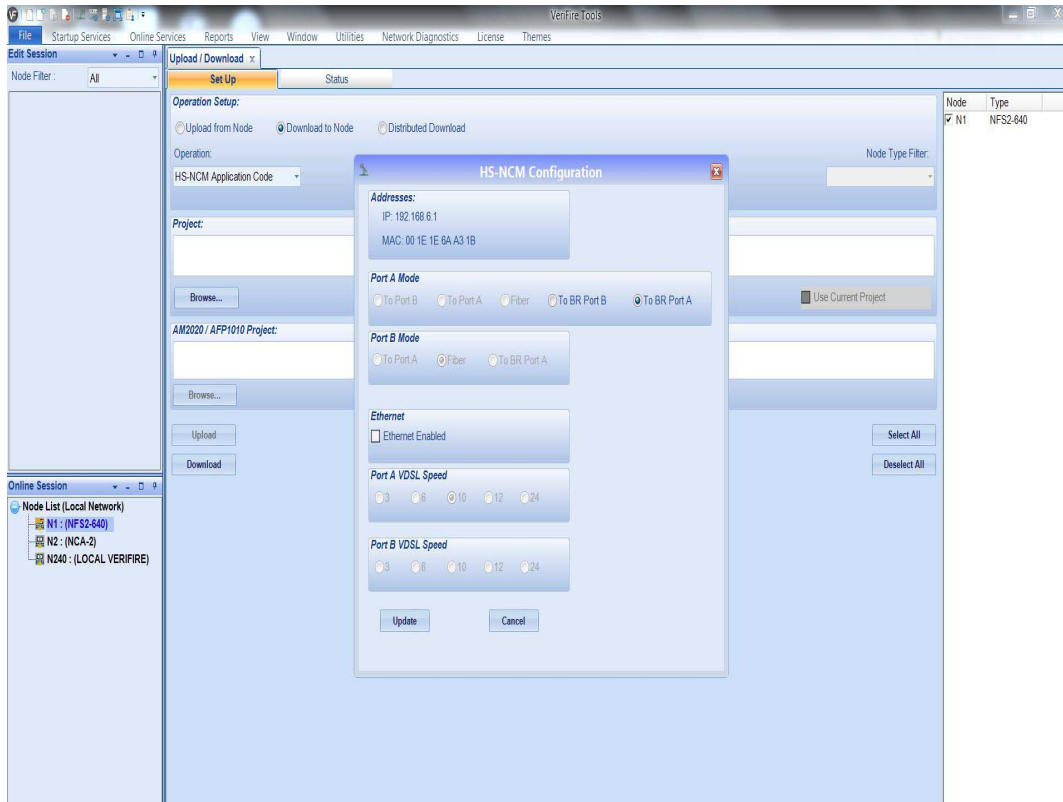 VeriFire Tools
File Startup Services Online Services Reports View Window Utilities Network Diagnostics License Themes
Edit Session
Node Filter : All
Upload / Download x
Set Up Status
Operation Setup:
Upload from Node Download to Node Distributed Download
Operation: Node Type Filter:
HS-NCM Application Code
Project:
Browse... Use Current Project
AM2020 / AFP1010 Project:
Browse...
Upload Select All
Download Deselect All
HS-NCM Configuration
Addresses:
IP: 192.168.6.1
MAC: 00 1E 1E 6A A3 1B
Port A Mode
To Port B To Port A Fiber To BR Port B To BR Port A
Port B Mode
To Port A Fiber To BR Port A
Ethernet
Ethernet Enabled
Port A VDSL Speed
3 6 10 12 24
Port B VDSL Speed
3 6 10 12 24
Update Cancel
Node Type
N1 NFS2-640
Online Session
Node List (Local Network)
N1 : (NFS2-640)
N2 : (NCA-2)
N240 : (LOCAL VERIFIRE)